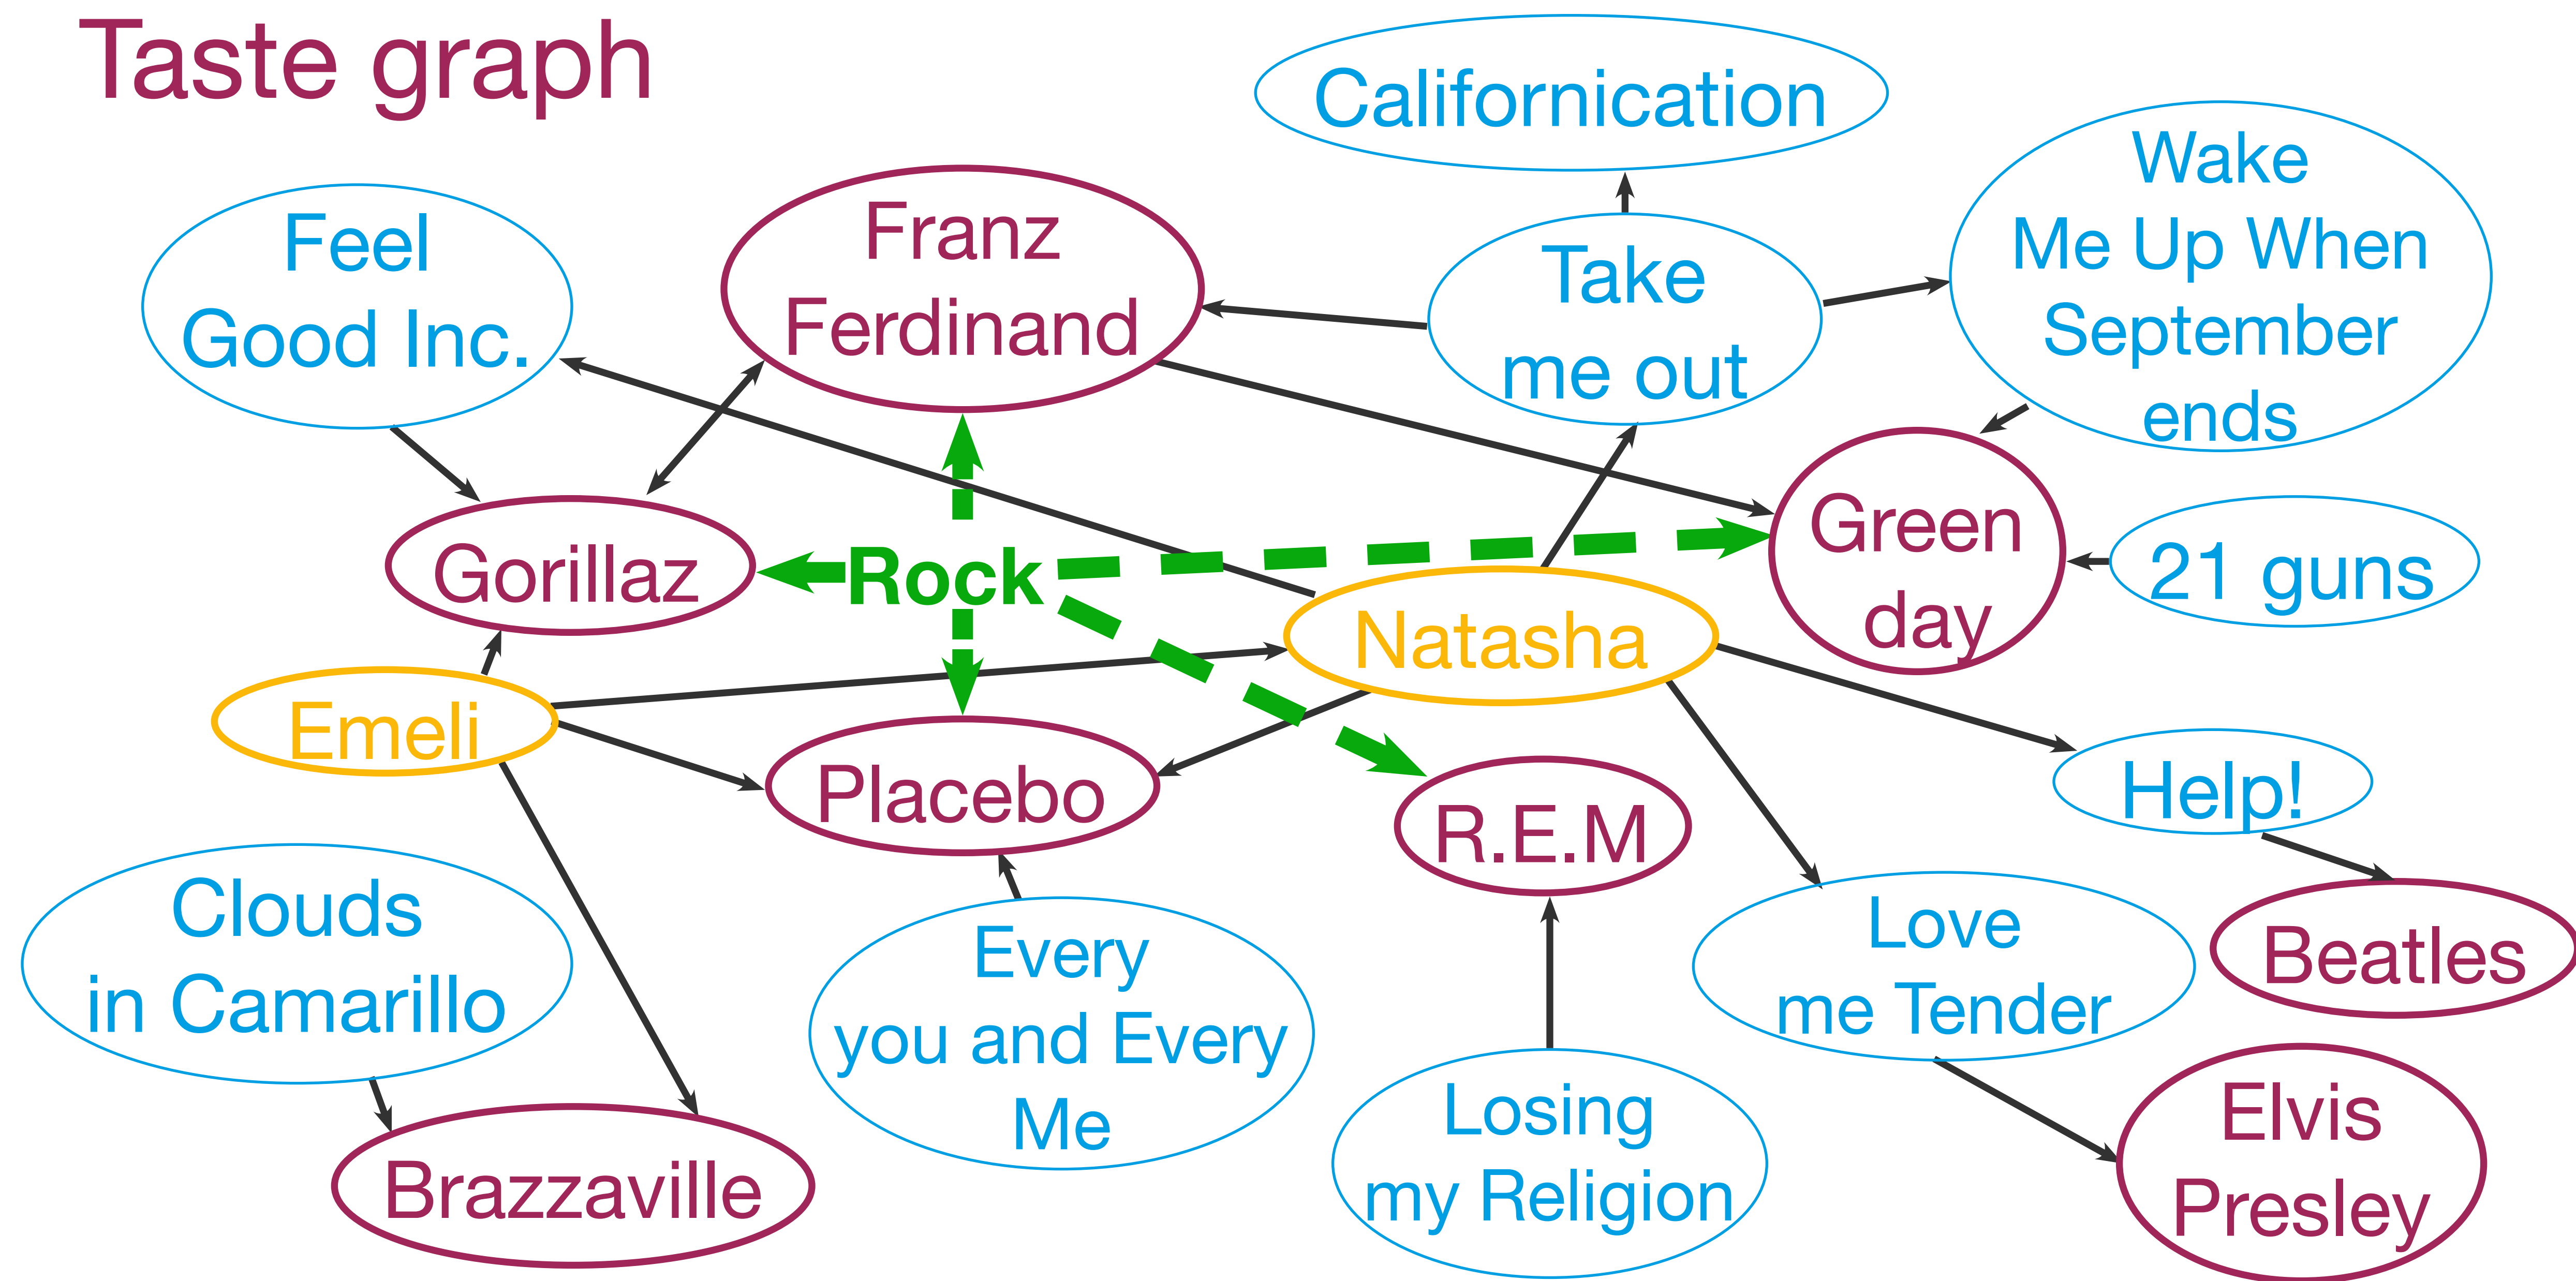 Taste graph
Californication
Wake
Me Up When
September
ends
Feel
Good Inc.
Franz
Ferdinand
Take
me out
Gorillaz
Rock
Green
day
21 guns
Natasha
Emeli
Placebo
R.E.M
Help!
Clouds
in Camarillo
Every
you and Every
Me
Love
me Tender
Beatles
Brazzaville
Losing
my Religion
Elvis
Presley